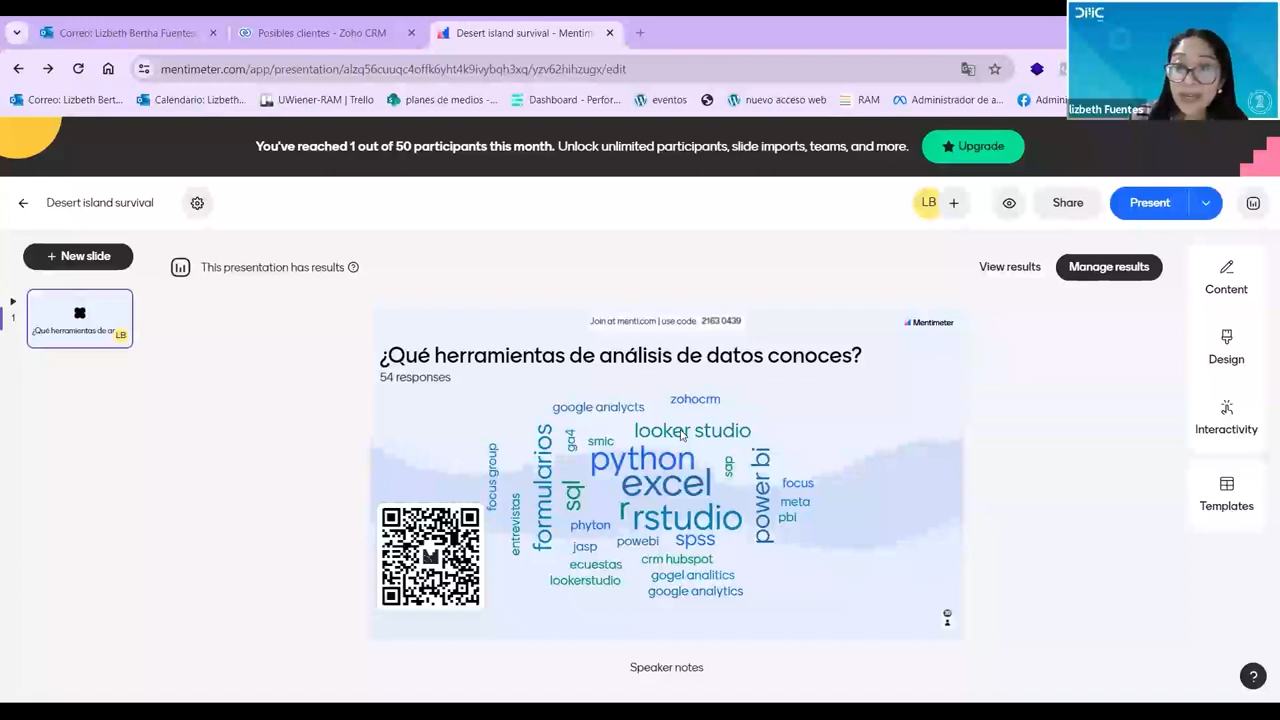 Correo: Lizbeth Bertha Fuentes
Posibles clientes - Zoho CRM
Desert island survival - Mentim
mentimeter.com/app/presentation/alzq56cuuqc4offk6yht4k9ivybqh3xq/yzv62hihzugx/edit
Correo: Lizbeth Bert...
Calendario: Lizbeth...
UWiener-RAM | Trello
planes de medios -...
Dashboard - Perfor...
eventos
nuevo acceso web
RAM
Administrador de a...
Admini
DMC
lizbeth Fuentes
You've reached 1 out of 50 participants this month. Unlock unlimited participants, slide imports, teams, and more.
Upgrade
Desert island survival
LB
Share
Present
+ New slide
This presentation has results
View results
Manage results
1
¿Qué herramientas de an
LB
Join at menti.com | use code 2163 0439
Mentimeter
¿Qué herramientas de análisis de datos conoces?
54 responses
zohocrm
google analycts
looker studio
ga4
smic
formularios
focus group
python
sap
power bi
excel
focus
sql
entrevistas
meta
r
rstudio
pbi
phyton
spss
powebi
jasp
crm hubspot
ecuestas
gogel analitics
lookerstudio
google analytics
Content
Design
Interactivity
Templates
Speaker notes
?